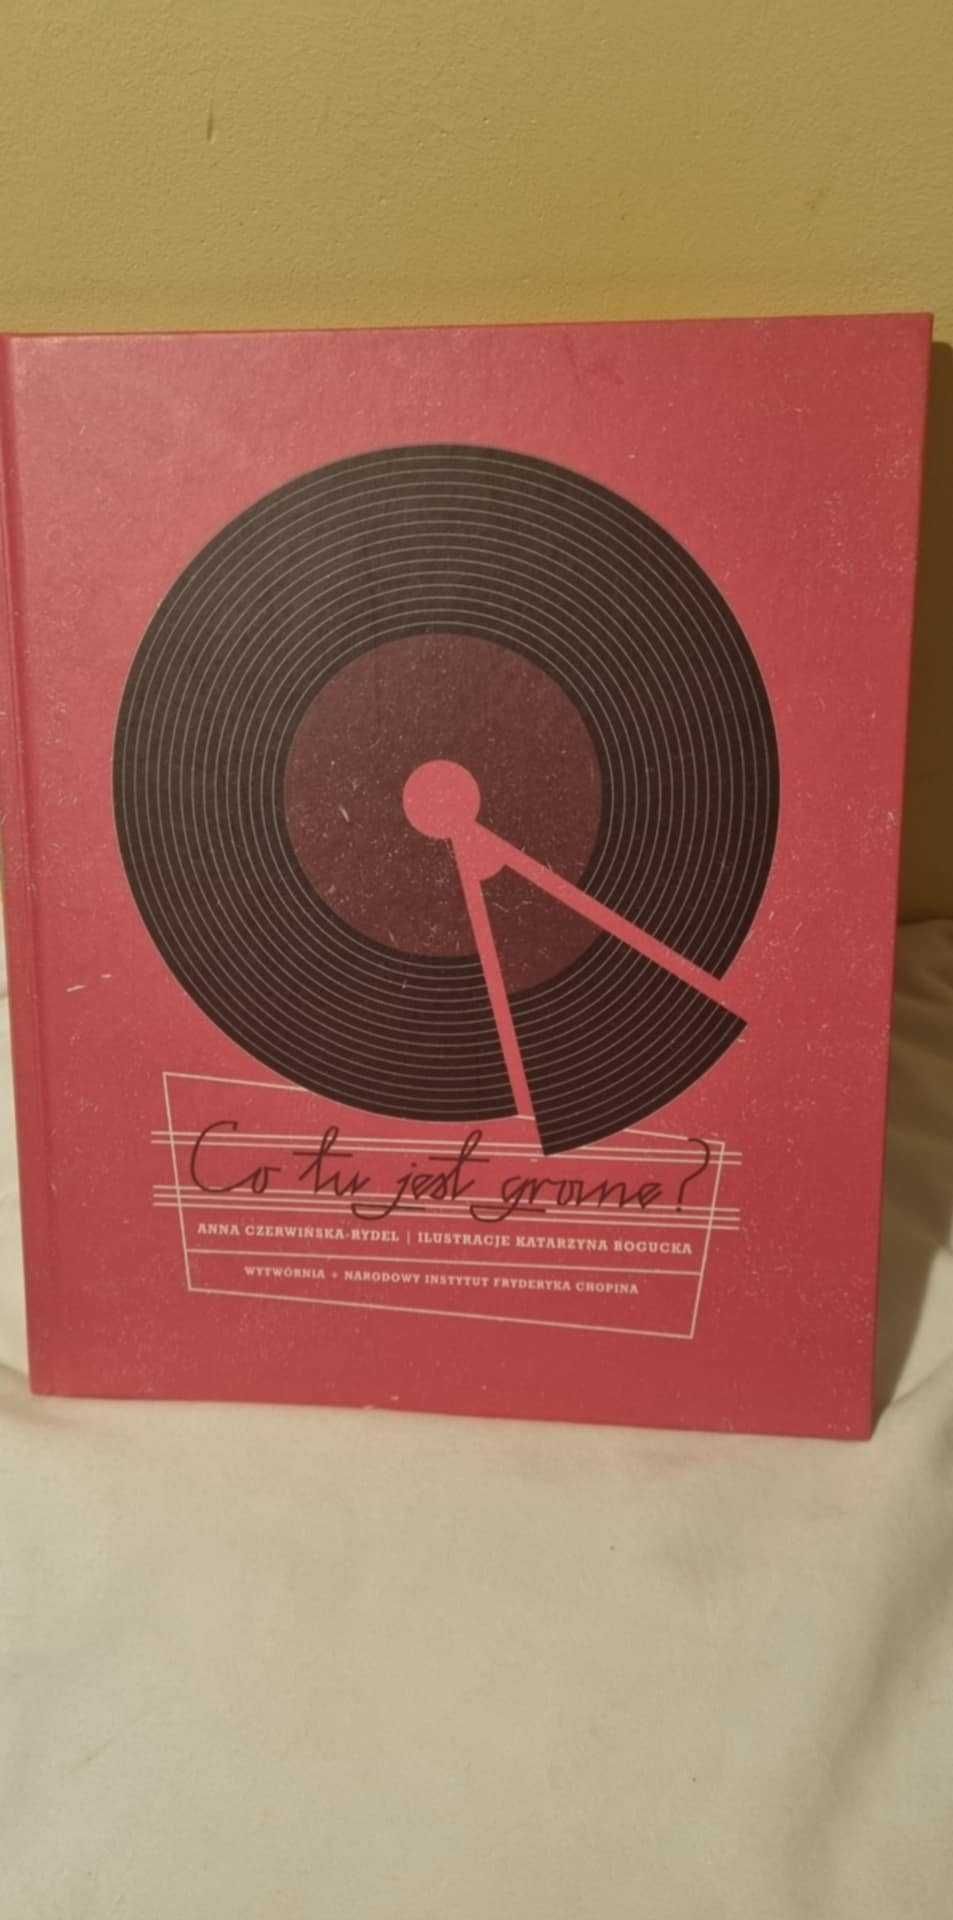 Co tu jest grane?
ANNA CZERWIŃSKA-RYDEL | ILUSTRACJE KATARZYNA BOGUCKA
WYTWÓRNIA + NARODOWY INSTYTUT FRYDERYKA CHOPINA